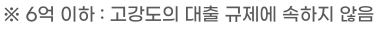 ※ 6억 이하 : 고강도의 대출 규제에 속하지 않음